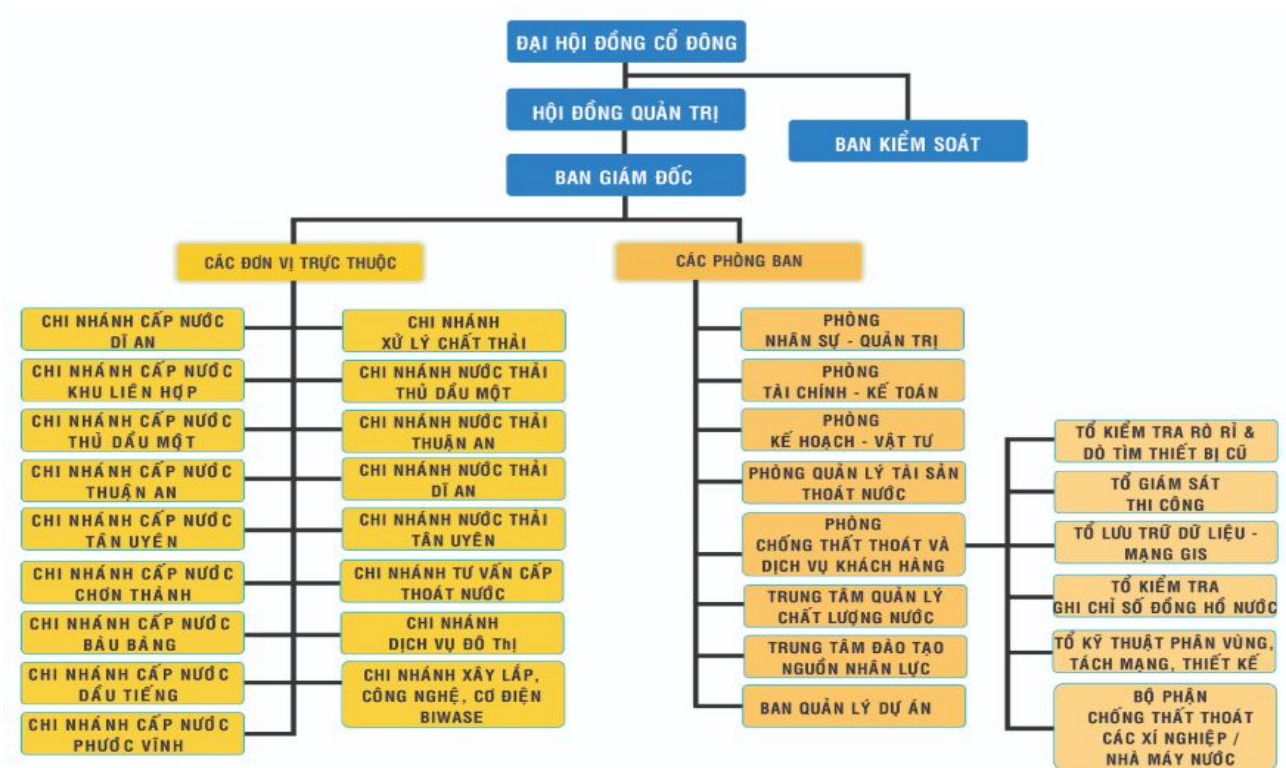 ĐẠI HỘI ĐỒNG CỔ ĐÔNG
HỘI ĐỒNG QUẢN TRỊ
BAN KIỂM SOÁT
BAN GIÁM ĐỐC
CÁC ĐƠN VỊ TRỰC THUỘC
CHI NHÁNH CẤP NƯỚC
DĨ AN
CHI NHÁNH CẤP NƯỚC
KHU LIÊN HỢP
CHI NHÁNH CẤP NƯỚC
THỦ DẦU MỘT
CHI NHÁNH CẤP NƯỚC
THUẬN AN
CHI NHÁNH CẤP NƯỚC
TÂN UYÊN
CHI NHÁNH CẤP NƯỚC
CHƠN THÀNH
CHI NHÁNH CẤP NƯỚC
BÀU BÀNG
CHI NHÁNH CẤP NƯỚC
DẦU TIẾNG
CHI NHÁNH CẤP NƯỚC
PHƯỚC VĨNH
CHI NHÁNH
XỬ LÝ CHẤT THẢI
CHI NHÁNH NƯỚC THẢI
THỦ DẦU MỘT
CHI NHÁNH NƯỚC THẢI
THUẬN AN
CHI NHÁNH NƯỚC THẢI
DĨ AN
CHI NHÁNH NƯỚC THẢI
TÂN UYÊN
CHI NHÁNH TƯ VẤN CẤP
THOÁT NƯỚC
CHI NHÁNH
DỊCH VỤ ĐÔ Thị
CHI NHÁNH XÂY LẮP,
CÔNG NGHỆ, CƠ ĐIỆN
BIWASE
CÁC PHÒNG BAN
PHÒNG
NHÂN SỰ - QUẢN TRỊ
PHÒNG
TÀI CHÍNH - KẾ TOÁN
PHÒNG
KẾ HOẠCH - VẬT TƯ
PHÒNG QUẢN LÝ TÀI SẢN
THOÁT NƯỚC
PHÒNG
CHỐNG THẤT THOÁT VÀ
DỊCH VỤ KHÁCH HÀNG
TRUNG TÂM QUẢN LÝ
CHẤT LƯỢNG NƯỚC
TRUNG TÂM ĐÀO TẠO
NGUỒN NHÂN LỰC
BAN QUẢN LÝ DỰ ÁN
TỔ KIỂM TRA RÒ RỈ &
DÒ TÌM THIẾT BỊ CŨ
TỔ GIÁM SÁT
THI CÔNG
TỔ LƯU TRỮ DỮ LIỆU -
MẠNG GIS
TỔ KIỂM TRA
GHI CHỈ SỐ ĐỒNG HỒ NƯỚC
TỔ KỸ THUẬT PHÂN VÙNG,
TÁCH MẠNG, THIẾT KẾ
BỘ PHẬN
CHỐNG THẤT THOÁT
CÁC XÍ NGHIỆP /
NHÀ MÁY NƯỚC